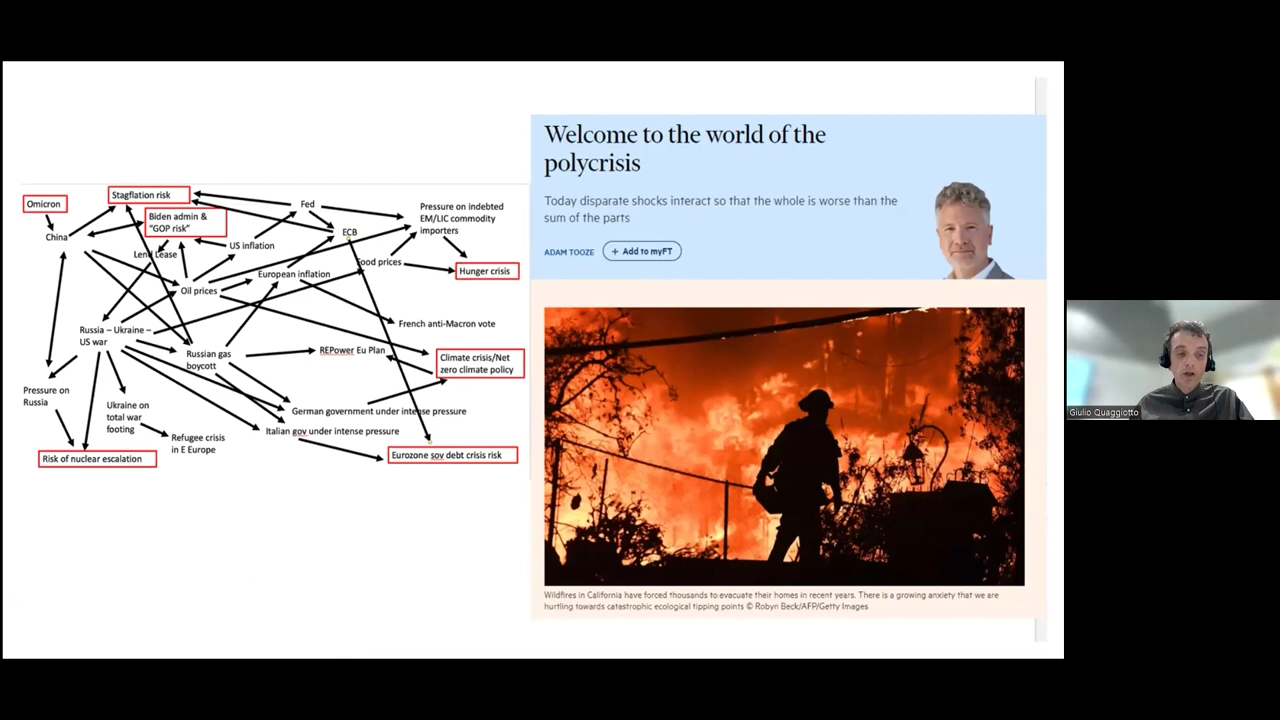 Omicron
China
Stagflation risk
Biden admin &
"GOP risk"
Lend Lease
US inflation
Fed
ECB
Pressure on indebted
EM/LIC commodity
importers
Food prices
Hunger crisis
European inflation
Oil prices
French anti-Macron vote
Russia – Ukraine –
US war
Russian gas
boycott
REPower Eu Plan
Climate crisis/Net
zero climate policy
Pressure on
Russia
Ukraine on
total war
footing
German government under intense pressure
Italian gov under intense pressure
Refugee crisis
in E Europe
Risk of nuclear escalation
Eurozone sov debt crisis risk
Welcome to the world of the
polycrisis
Today disparate shocks interact so that the whole is worse than the
sum of the parts
ADAM TOOZE
+ Add to myFT
Wildfires in California have forced thousands to evacuate their homes in recent years. There is a growing anxiety that we are
hurtling towards catastrophic ecological tipping points © Robyn Beck/AFP/Getty Images
Giulio Quaggiotto